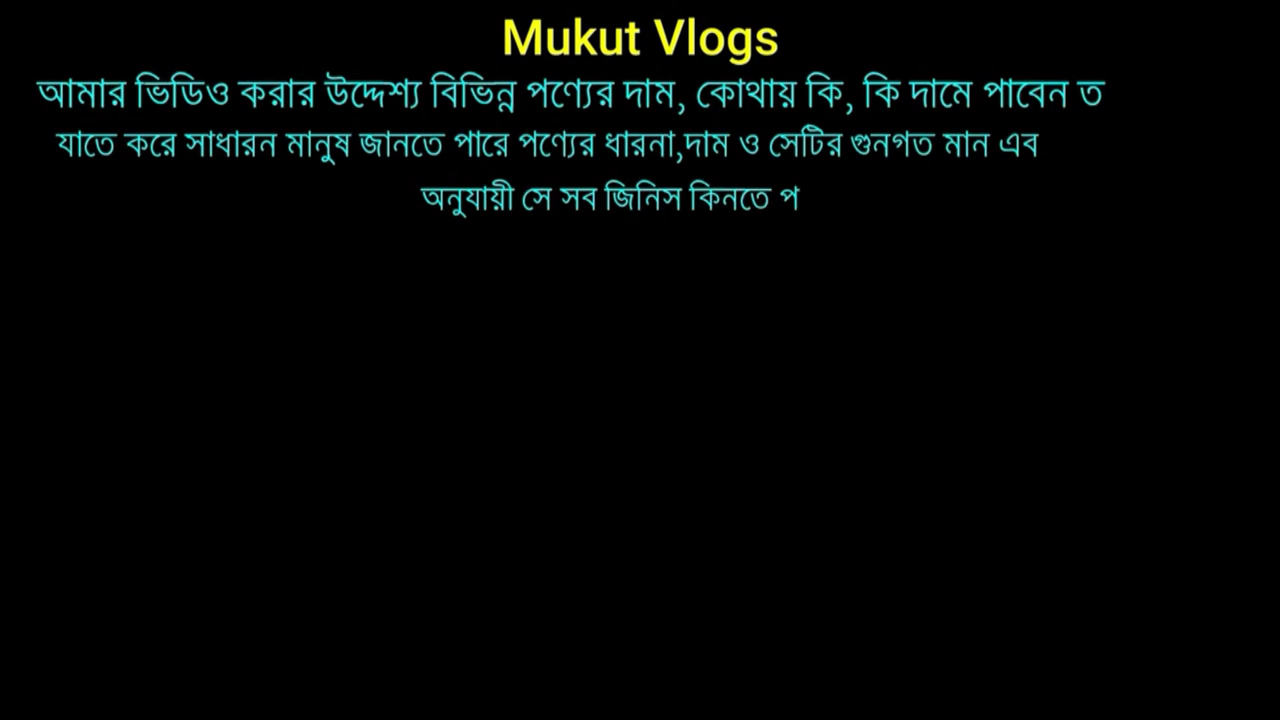 Mukut Vlogs
আমার ভিডিও করার উদ্দেশ্য বিভিন্ন পণ্যের দাম, কোথায় কি, কি দামে পাবেন ত
যাতে করে সাধারন মানুষ জানতে পারে পণ্যের ধারনা,দাম ও সেটির গুনগত মান এব
অনুযায়ী সে সব জিনিস কিনতে প